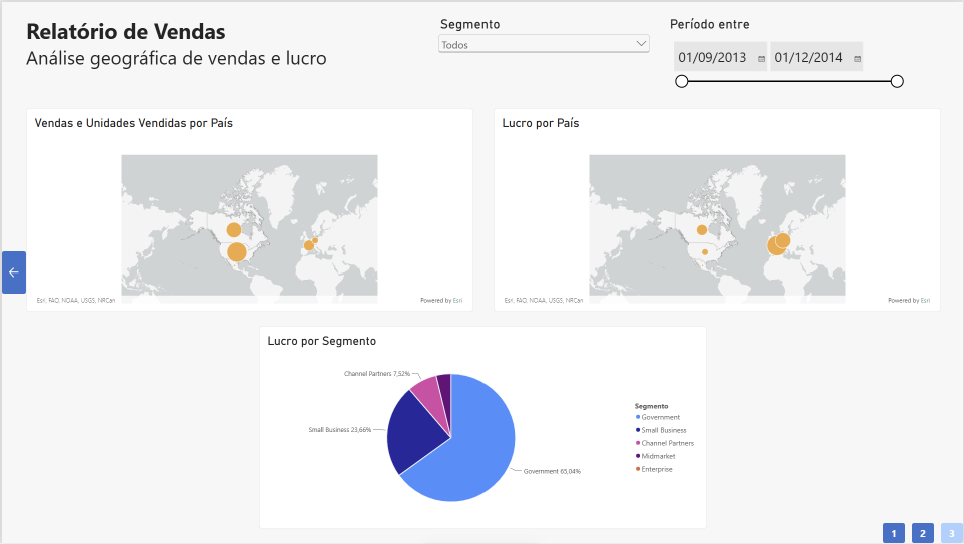 Relatório de Vendas
Análise geográfica de vendas e lucro
Segmento
Todos
Período entre
01/09/2013
01/12/2014
Vendas e Unidades Vendidas por País
Esri, FAO, NOAA, USGS, NRCan
Powered by Esri
Lucro por País
Esri, FAO, NOAA, USGS, NRCan
Powered by Esri
Lucro por Segmento
Channel Partners 7,52%
Small Business 23,66%
Government 65,04%
Segmento
Government
Small Business
Channel Partners
Midmarket
Enterprise
1
2
3